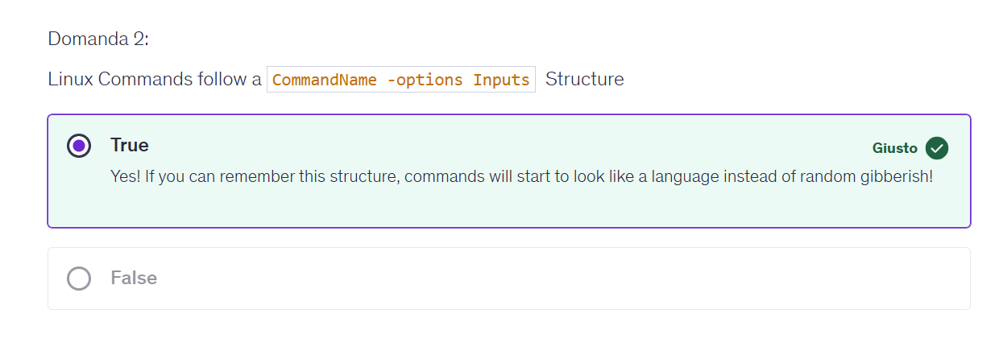 Domanda 2:
Linux Commands follow a CommandName -options Inputs Structure
True
Giusto
Yes! If you can remember this structure, commands will start to look like a language instead of random gibberish!
False